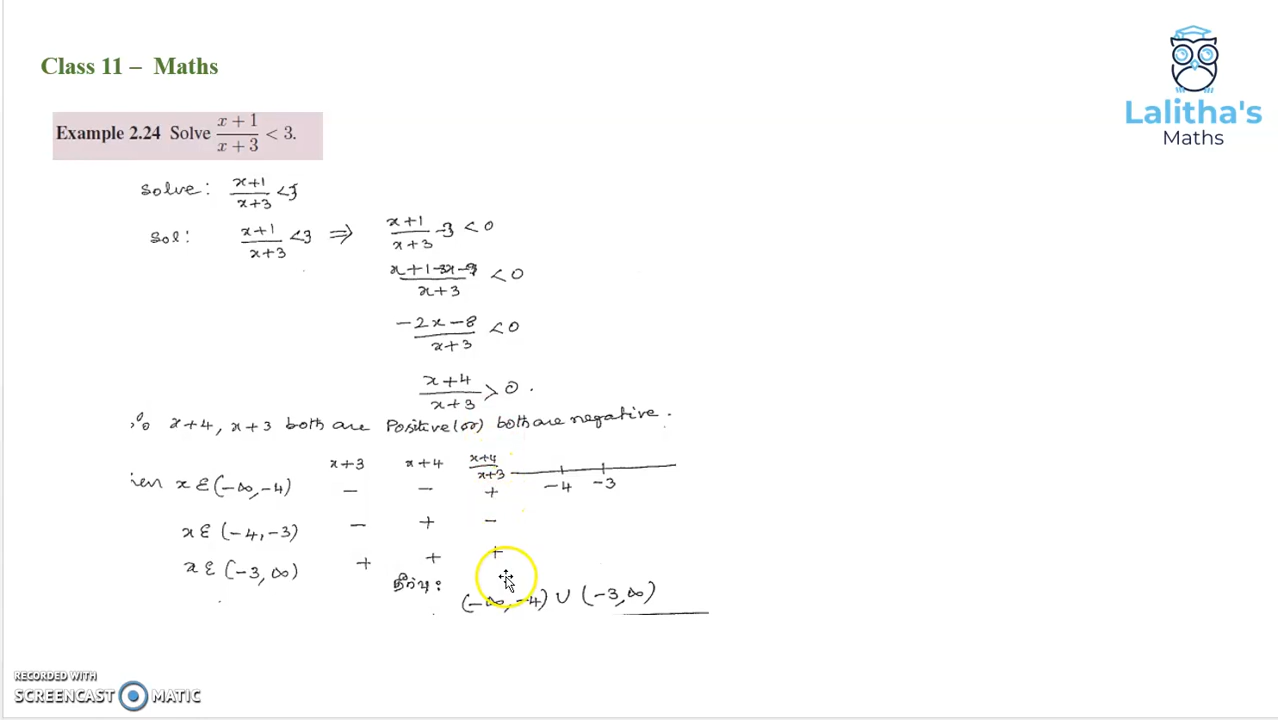 Class 11 – Maths
Lalitha's
Maths
Example 2.24 Solve (x + 1)/(x + 3) < 3.
Solve: (x+1)/(x+3) <3
Sol: (x+1)/(x+3) <3 ⇒ (x+1)/(x+3) -3 <0
(x+1-3x-9)/(x+3) <0
(-2x-8)/(x+3) <0
(x+4)/(x+3) >0.
∴ x+4, x+3 both are Positive (or) both are negative.
x+3 x+4 (x+4)/(x+3)
x ε (-∞, -4) - - + -4 -3
x ε (-4, -3) - + -
x ε (-3, ∞) + + +
தீர்வு:
(-∞, -4) ∪ (-3, ∞)
RECORDED WITH
SCREENCAST MATIC